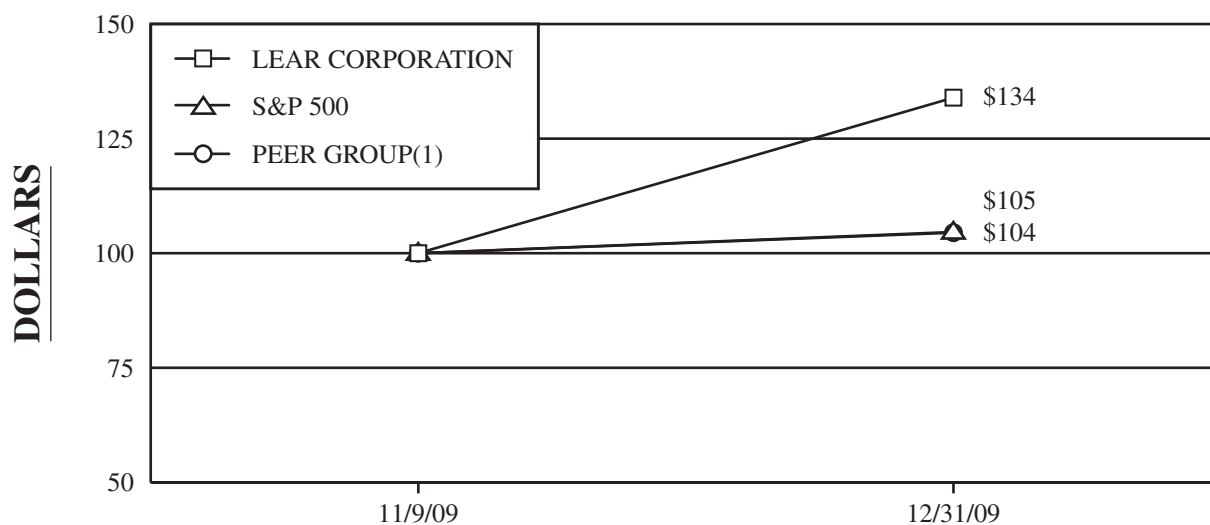 150
LEAR CORPORATION
S&P 500
PEER GROUP(1)
$134
125
$105
$104
100
75
50
DOLLARS
11/9/09
12/31/09